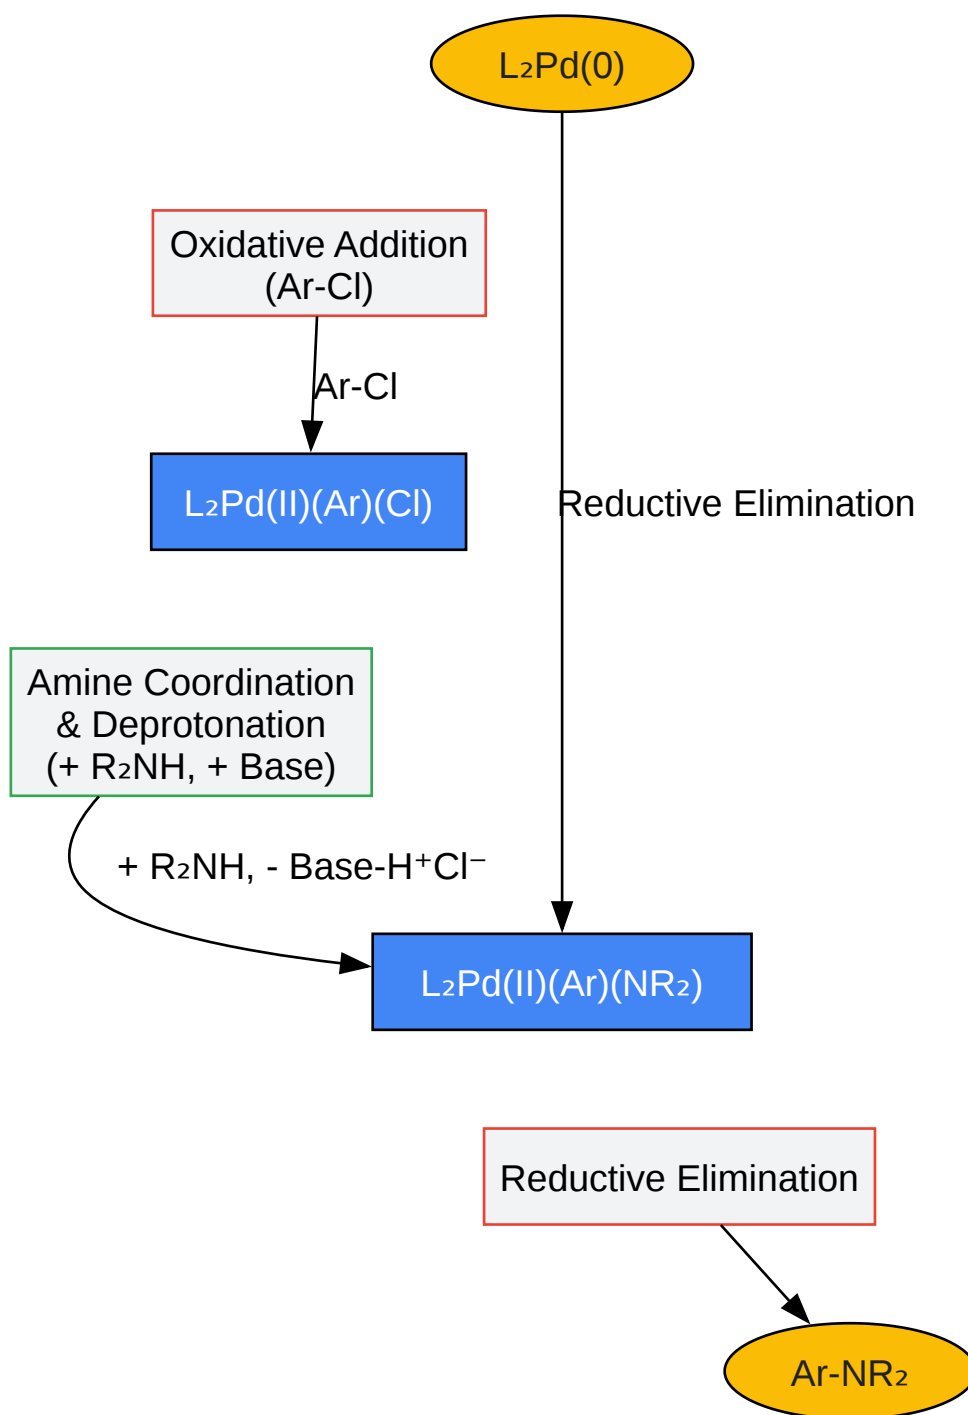 L₂Pd(0)
Oxidative Addition
(Ar-Cl)
Ar-Cl
L₂Pd(II)(Ar)(Cl)
Reductive Elimination
Amine Coordination
& Deprotonation
(+ R₂NH, + Base)
+ R₂NH, - Base-H⁺Cl⁻
L₂Pd(II)(Ar)(NR₂)
Reductive Elimination
Ar-NR₂